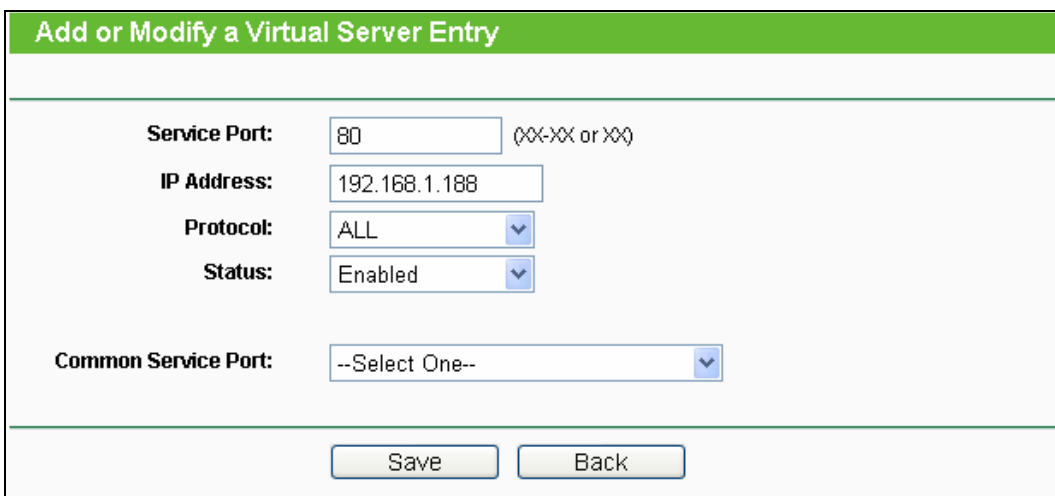 Add or Modify a Virtual Server Entry
Service Port: 80 (XX-XX or XX)
IP Address: 192.168.1.188
Protocol: ALL
Status: Enabled
Common Service Port: --Select One--
Save Back